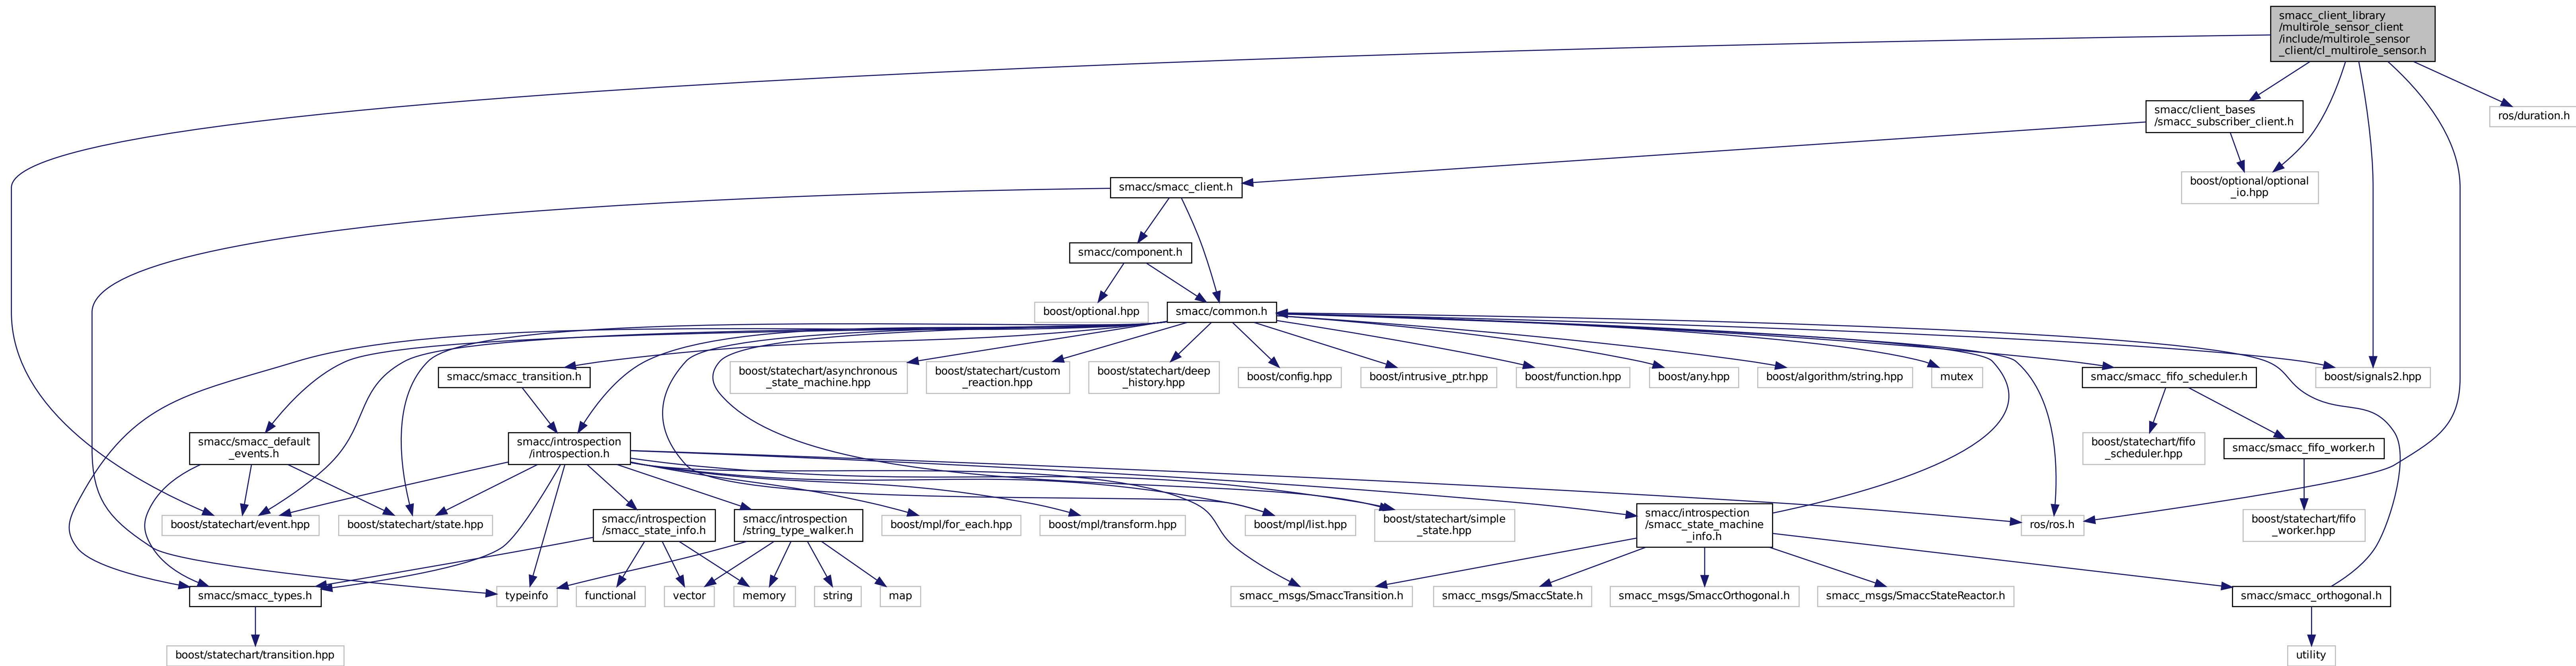 smacc_client_library
/multirole_sensor_client
/include/multirole_sensor
_client/cl_multirole_sensor.h
smacc/client_bases
/smacc_subscriber_client.h
ros/duration.h
smacc/smacc_client.h
boost/optional/optional
_io.hpp
smacc/component.h
boost/optional.hpp
smacc/common.h
smacc/smacc_transition.h
boost/statechart/asynchronous
_state_machine.hpp
boost/statechart/custom
_reaction.hpp
boost/statechart/deep
_history.hpp
boost/config.hpp
boost/intrusive_ptr.hpp
boost/function.hpp
boost/any.hpp
boost/algorithm/string.hpp
mutex
smacc/smacc_fifo_scheduler.h
boost/signals2.hpp
smacc/smacc_default
_events.h
smacc/introspection
/introspection.h
boost/statechart/fifo
_scheduler.hpp
smacc/smacc_fifo_worker.h
boost/statechart/event.hpp
boost/statechart/state.hpp
smacc/introspection
/smacc_state_info.h
smacc/introspection
/string_type_walker.h
boost/mpl/for_each.hpp
boost/mpl/transform.hpp
boost/mpl/list.hpp
boost/statechart/simple
_state.hpp
smacc/introspection
/smacc_state_machine
_info.h
ros/ros.h
boost/statechart/fifo
_worker.hpp
smacc/smacc_types.h
typeinfo
functional
vector
memory
string
map
smacc_msgs/SmaccTransition.h
smacc_msgs/SmaccState.h
smacc_msgs/SmaccOrthogonal.h
smacc_msgs/SmaccStateReactor.h
smacc/smacc_orthogonal.h
boost/statechart/transition.hpp
utility